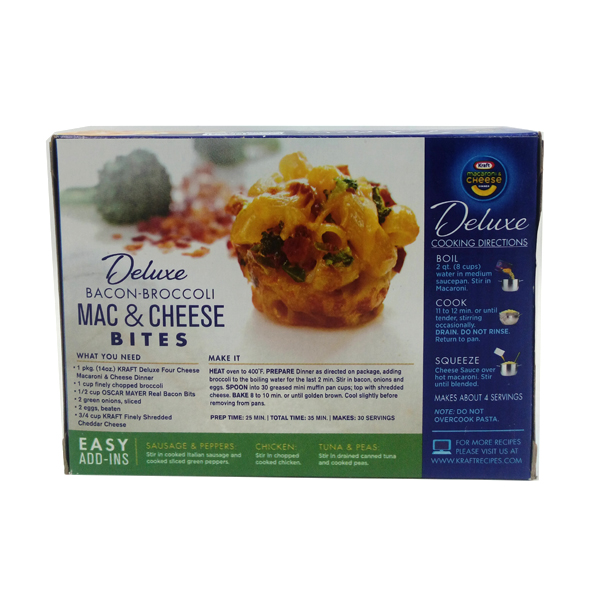 Deluxe
BACON-BROCCOLI
MAC & CHEESE
BITES
WHAT YOU NEED
• 1 pkg. (14oz.) KRAFT Deluxe Four Cheese
Macaroni & Cheese Dinner
• 1 cup finely chopped broccoli
• 1/2 cup OSCAR MAYER Real Bacon Bits
• 2 green onions, sliced
• 2 eggs, beaten
• 3/4 cup KRAFT Finely Shredded
Cheddar Cheese
MAKE IT
HEAT oven to 400°F. PREPARE Dinner as directed on package, adding
broccoli to the boiling water for the last 2 min. Stir in bacon, onions and
eggs. SPOON into 30 greased mini muffin pan cups; top with shredded
cheese. BAKE 8 to 10 min. or until golden brown. Cool slightly before
removing from pans.
PREP TIME: 25 MIN. | TOTAL TIME: 35 MIN. | MAKES: 30 SERVINGS
EASY
ADD-INS
SAUSAGE & PEPPERS:
Stir in cooked Italian sausage and
cooked sliced green peppers.
CHICKEN:
Stir in chopped
cooked chicken.
TUNA & PEAS:
Stir in drained canned tuna
and cooked peas.
Kraft
macaroni &
CHEESE
DINNER
Deluxe
COOKING DIRECTIONS
BOIL
2 qt. (8 cups)
water in medium
saucepan. Stir in
Macaroni.
COOK
11 to 12 min. or until
tender, stirring
occasionally.
DRAIN. DO NOT RINSE.
Return to pan.
SQUEEZE
Cheese Sauce over
hot macaroni. Stir
until blended.
MAKES ABOUT 4 SERVINGS
NOTE: DO NOT
OVERCOOK PASTA.
FOR MORE RECIPES
PLEASE VISIT US AT
WWW.KRAFTRECIPES.COM